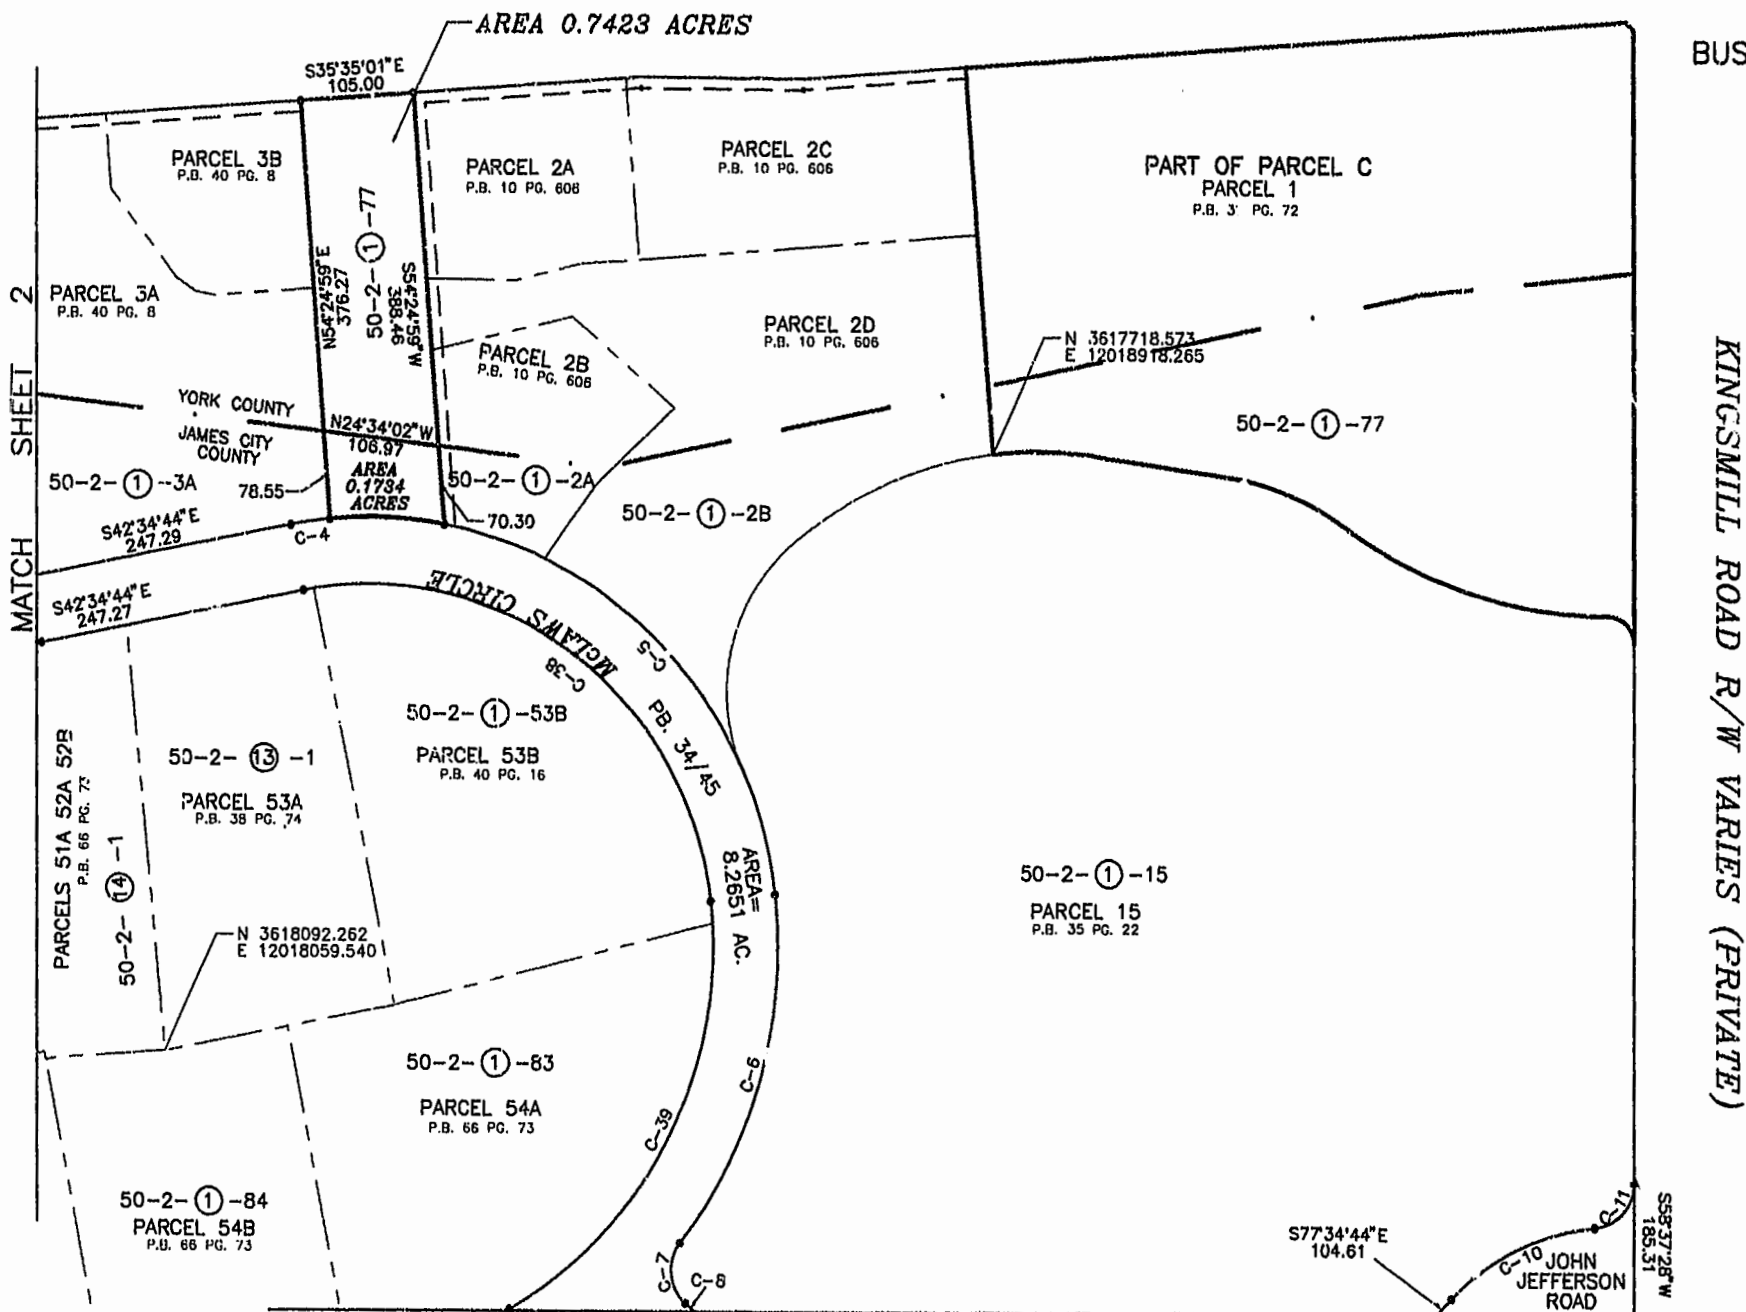 AREA 0.7423 ACRES
BUS
S35°35'01"E
105.00
PARCEL 3B
P.B. 40 PG. 8
PARCEL 2A
P.B. 10 PG. 606
PARCEL 2C
P.B. 10 PG. 606
PART OF PARCEL C
PARCEL 1
P.B. 3 PG. 72
50-2-(1)-77
N54°24'59"E
376.27
S54°24'59"W
388.46
PARCEL 3A
P.B. 40 PG. 8
PARCEL 2B
P.B. 10 PG. 606
PARCEL 2D
P.B. 10 PG. 606
N 3617718.573
E 12018918.265
MATCH SHEET 2
YORK COUNTY
JAMES CITY
COUNTY
N24°34'02"W
106.97
AREA
0.1734
ACRES
50-2-(1)-77
50-2-(1)-3A
78.55
50-2-(1)-2A
70.30
50-2-(1)-2B
S42°34'44"E
247.29
C-4
S42°34'44"E
247.27
McLAWS CIRCLE
C-5
C-38
PB. 34/45
AREA=
8.2651 AC.
50-2-(1)-53B
PARCEL 53B
P.B. 40 PG. 16
50-2-(13)-1
PARCEL 53A
P.B. 38 PG. 74
PARCELS 51A 52A 52B
P.B. 66 PG. 73
50-2-(14)-1
N 3618092.262
E 12018059.540
50-2-(1)-15
PARCEL 15
P.B. 35 PG. 22
KINGSMILL ROAD R/W VARIES (PRIVATE)
50-2-(1)-83
PARCEL 54A
P.B. 66 PG. 73
C-6
C-39
50-2-(1)-84
PARCEL 54B
P.B. 66 PG. 73
C-7
C-8
S77°34'44"E
104.61
C-10
C-11
JOHN
JEFFERSON
ROAD
S58°37'28"W
185.31